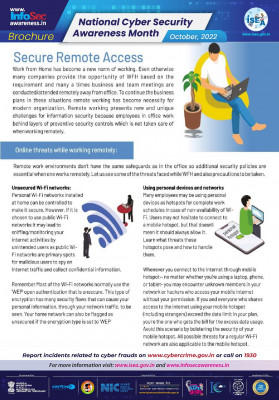 www.
InfoSec
awareness.in
Brochure
National Cyber Security
Awareness Month
October, 2022
ISEA
www.isea.gov.in
Secure Remote Access
Work from Home has become a new norm of working. Even otherwise
many companies provide the opportunity of WFH based on the
requirement and many a times business and team meetings are
conducted extended remotely away from office. To continue the business
plans in these situations remote working has become necessity for
modern organization. Remote working presents new and unique
challenges for information security because employees in office work
behind layers of preventive security controls which is not taken care of
when working remotely.
Online threats while working remotely:
Remote work environments don't have the same safeguards as in the office so additional security policies are
essential when one works remotely. Let us see some of the threats faced while WFH and also precautions to be taken.
Unsecured Wi-Fi networks:
Personal Wi-Fi networks installed
at home can be controlled to
make it secure. However, if it is
chosen to use public Wi-Fi
networks it may lead to
sniffing/monitoring your
internet activities by
unintended users as public Wi-
Fi networks are primary spots
for malicious users to spy on
internet traffic and collect confidential information.
Remember Most of the Wi-Fi networks normally use the
WEP open authentication that is unsecure. This type of
encryption has many security flaws that can cause your
personal information, through your network traffic, to be
seen. Your home network can also be flagged as
unsecured if the encryption type is set to WEP
Using personal devices and networks
Many employees may be using personal
devices as hotspots for complete work
schedules in case of non-availability of Wi-
Fi. Users may not hesitate to connect to
a mobile hotspot, but that doesn't
mean it should always allow it.
Learn what threats these
hotspots pose and how to handle
them.
Whenever you connect to the Internet through mobile
hotspot - no matter whether you're using a laptop, phone,
or tablet- you may encounter unknown members in your
network or hackers who access your mobile internet
without your permission. If you end everyone who shares
access to the internet using your mobile hotspot
(including strangers) exceed the data limit in your plan,
you're the one who gets the bill for the excess data usage.
Avoid this scenario by bolstering the security of your
mobile hotspot. All possible threats for a regular Wi-Fi
network are also applicable to the mobile hotspot.
Report incidents related to cyber frauds on www.cybercrime.gov.in or call on 1930
For more information visit: www.isea.gov.in and www.infosecawareness.in
NIC